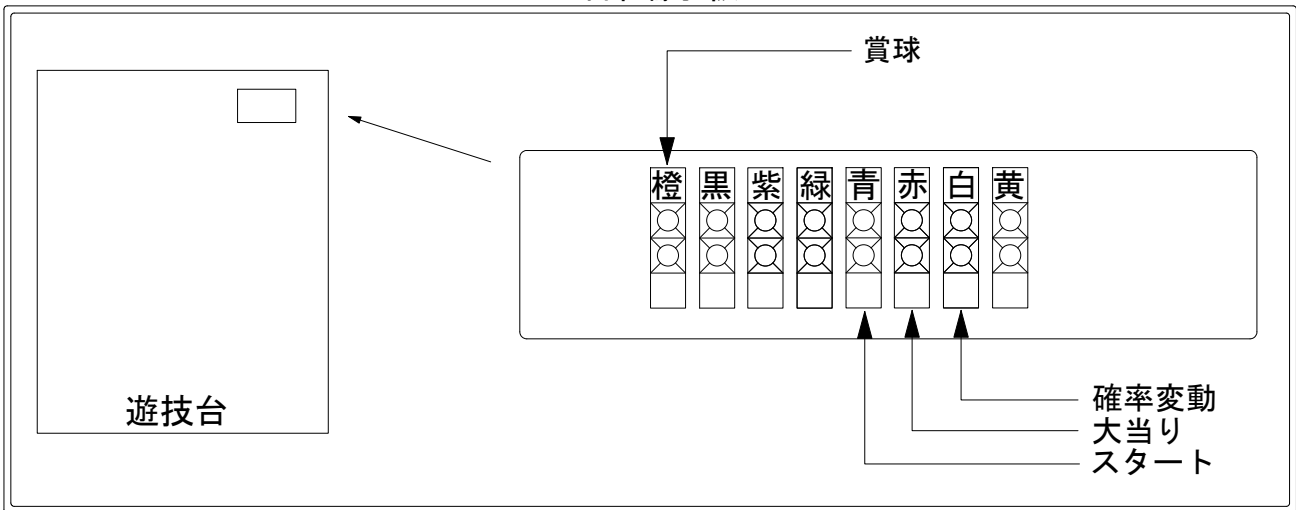 賞球
橙 黒 紫 緑 青 赤 白 黄
遊技台
確率変動
大当り
スタート